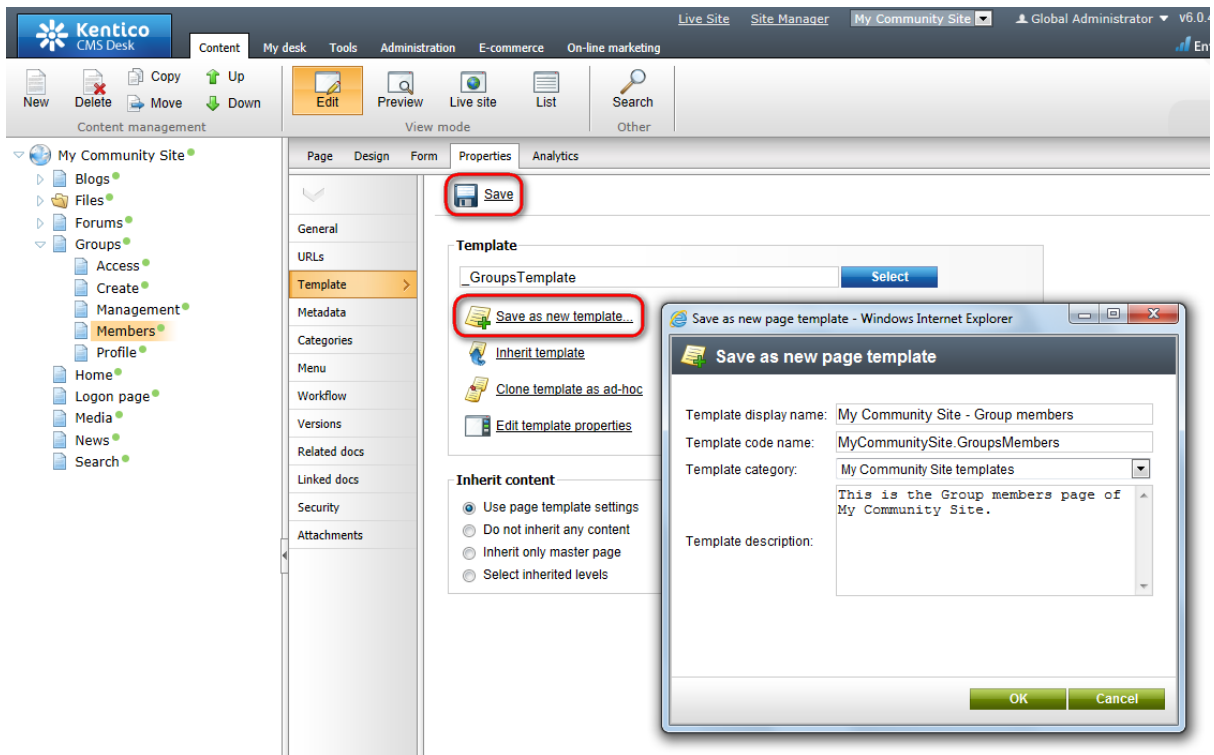 Kentico
CMS Desk
Live Site Site Manager My Community Site Global Administrator v6.0.4
Content My desk Tools Administration E-commerce On-line marketing
En
New Delete Copy Move Up Down
Content management
Edit Preview Live site List
View mode
Search
Other
My Community Site
Blogs
Files
Forums
Groups
Access
Create
Management
Members
Profile
Home
Logon page
Media
News
Search
Page Design Form Properties Analytics
General
URLs
Template
Metadata
Categories
Menu
Workflow
Versions
Related docs
Linked docs
Security
Attachments
Save
Template
_GroupsTemplate Select
Save as new template...
Inherit template
Clone template as ad-hoc
Edit template properties
Inherit content
Use page template settings
Do not inherit any content
Inherit only master page
Select inherited levels
Save as new page template - Windows Internet Explorer
Save as new page template
Template display name: My Community Site - Group members
Template code name: MyCommunitySite.GroupsMembers
Template category: My Community Site templates
Template description:
This is the Group members page of
My Community Site.
OK Cancel